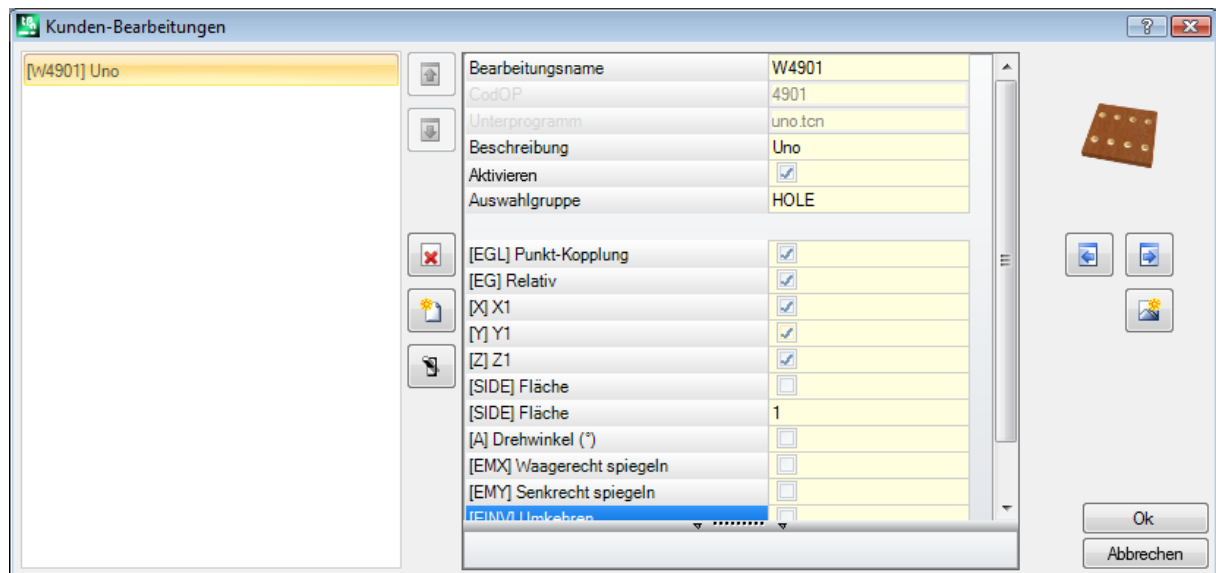 Kunden-Bearbeitungen
[W4901] Uno
Bearbeitungsname W4901
CodOP 4901
Unterprogramm uno.tcn
Beschreibung Uno
Aktivieren
Auswahlgruppe HOLE
[EGL] Punkt-Kopplung
[EG] Relativ
[X] X1
[Y] Y1
[Z] Z1
[SIDE] Fläche
[SIDE] Fläche 1
[A] Drehwinkel (°)
[EMX] Waagerecht spiegeln
[EMY] Senkrecht spiegeln
[EINV] Umkehren
Ok
Abbrechen